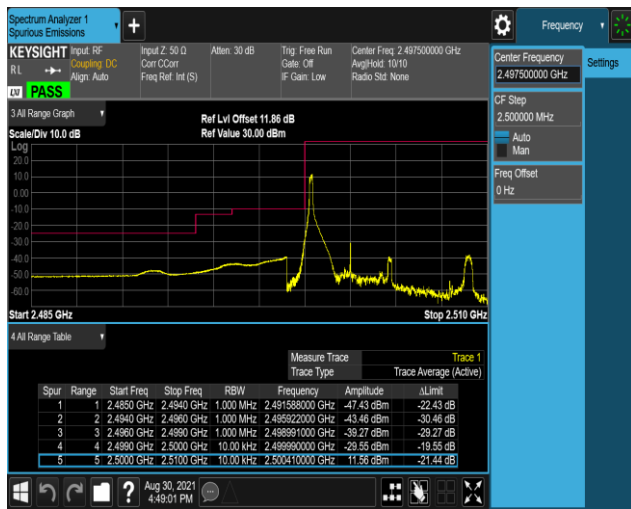 Spectrum Analyzer 1
Spurious Emissions
Frequency
KEYSIGHT
Input: RF
Input Z: 50 Ω
Atten: 30 dB
Trig: Free Run
Center Freq: 2.497500000 GHz
RL
Coupling: DC
Corr CCorr
Gate: Off
Avg|Hold: 10/10
Align: Auto
Freq Ref: Int (S)
IF Gain: Low
Radio Std: None
LXI
PASS
Center Frequency
2.497500000 GHz
Settings
CF Step
2.500000 MHz
Auto
Man
Freq Offset
0 Hz
3 All Range Graph
Ref Lvl Offset 11.86 dB
Scale/Div 10.0 dB
Ref Value 30.00 dBm
Log
20.0
10.0
0.00
-10.0
-20.0
-30.0
-40.0
-50.0
-60.0
Start 2.485 GHz
Stop 2.510 GHz
4 All Range Table
Measure Trace Trace 1
Trace Type Trace Average (Active)
Spur Range Start Freq Stop Freq RBW Frequency Amplitude ΔLimit
1 1 2.4850 GHz 2.4940 GHz 1.000 MHz 2.491588000 GHz -47.43 dBm -22.43 dB
2 2 2.4940 GHz 2.4960 GHz 1.000 MHz 2.495922000 GHz -43.46 dBm -30.46 dB
3 3 2.4960 GHz 2.4990 GHz 1.000 MHz 2.498991000 GHz -39.27 dBm -29.27 dB
4 4 2.4990 GHz 2.5000 GHz 10.00 kHz 2.499990000 GHz -29.55 dBm -19.55 dB
5 5 2.5000 GHz 2.5100 GHz 10.00 kHz 2.500410000 GHz 11.56 dBm -21.44 dB
?
Aug 30, 2021
4:49:01 PM